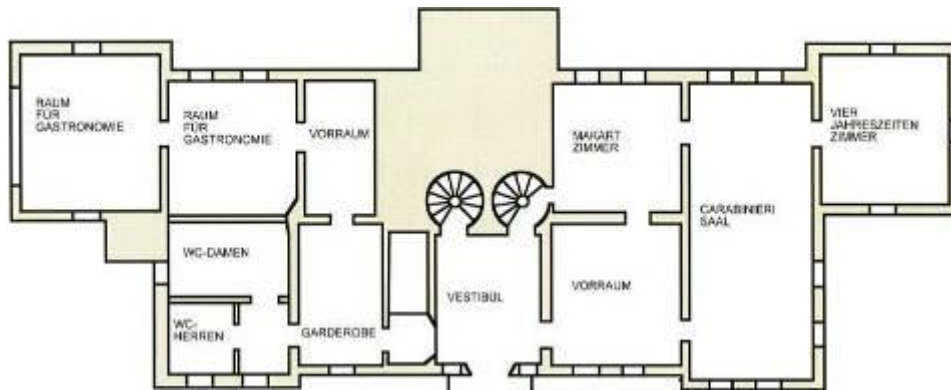 RAUM
FÜR
GASTRONOMIE
RAUM
FÜR
GASTRONOMIE
VORRAUM
MAKART
ZIMMER
VIER
JAHRESZEITEN
ZIMMER
CARABINIERI
SAAL
WC-DAMEN
VESTIBÜL
VORRAUM
WC-
HERREN
GARDEROBE